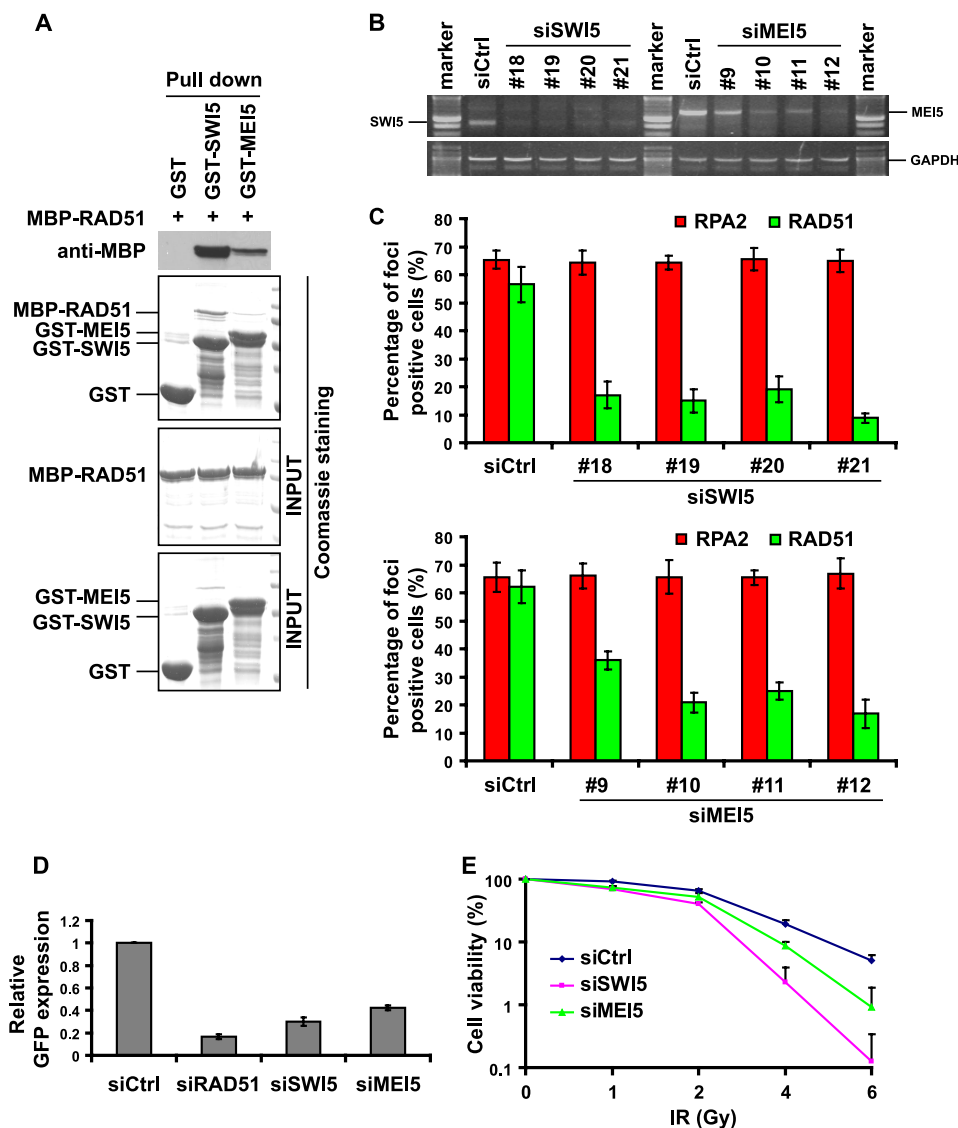 A
Pull down
GST
GST-SWI5
GST-MEI5
MBP-RAD51 + + +
anti-MBP
MBP-RAD51
GST-MEI5
GST-SWI5
GST
MBP-RAD51
INPUT
GST-MEI5
GST-SWI5
GST
INPUT
Coomassie staining
B
siSWI5 siMEI5
marker siCtrl #18 #19 #20 #21 marker siCtrl #9 #10 #11 #12 marker
SWI5
MEI5
GAPDH
C
RPA2 RAD51
Percentage of foci
positive cells (%)
80
70
60
50
40
30
20
10
0
siCtrl #18 #19 #20 #21
siSWI5
RPA2 RAD51
Percentage of foci
positive cells (%)
80
70
60
50
40
30
20
10
0
siCtrl #9 #10 #11 #12
siMEI5
D
Relative
GFP expression
1.2
1
0.8
0.6
0.4
0.2
0
siCtrl siRAD51 siSWI5 siMEI5
E
Cell viability (%)
100
10
1
0.1
siCtrl
siSWI5
siMEI5
0 1 2 4 6
IR (Gy)